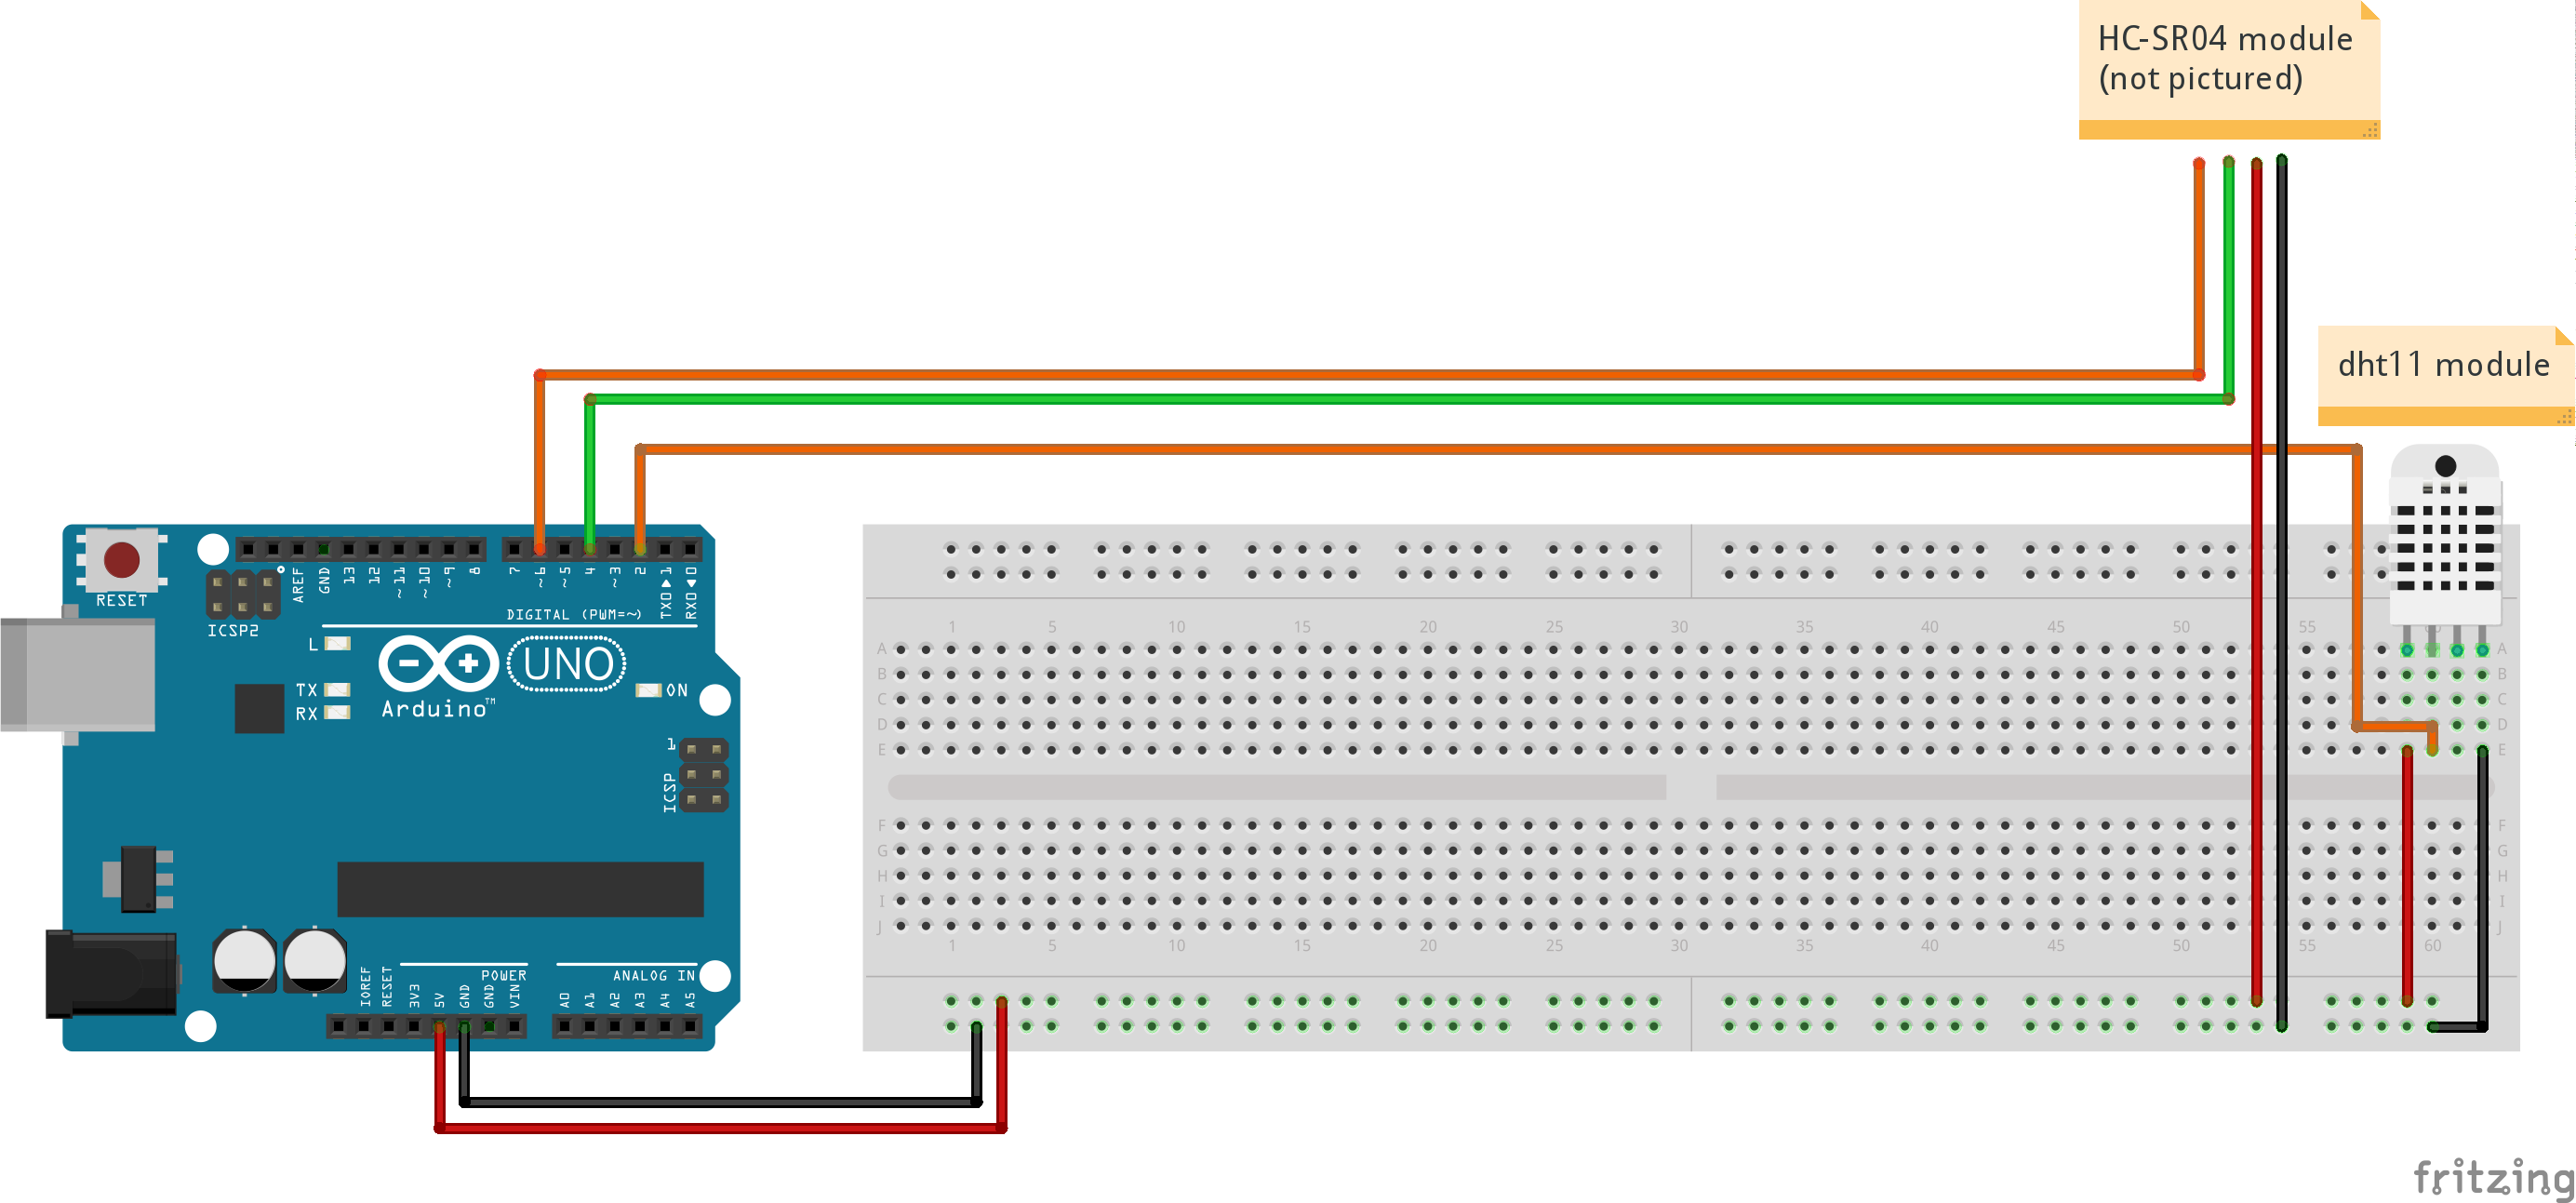 HC-SR04 module
(not pictured)
dht11 module
RESET
ICSP2
AREF
GND
13
12
~11
~10
~9
8
7
~6
~5
4
~3
2
TX0▶1
RX0◀0
DIGITAL (PWM=~)
L
TX
RX
UNO
Arduino™
ON
1
ICSP
POWER
ANALOG IN
IOREF
RESET
3V3
5V
GND
GND
VIN
A0
A1
A2
A3
A4
A5
1 5 10 15 20 25 30 35 40 45 50 55 60
A A
B B
C C
D D
E E
F F
G G
H H
I I
J J
1 5 10 15 20 25 30 35 40 45 50 55 60
fritzing